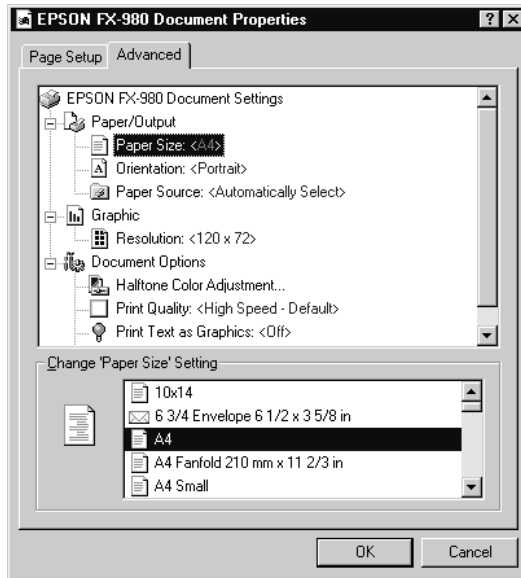 EPSON FX-980 Document Properties
Page Setup
Advanced
EPSON FX-980 Document Settings
Paper/Output
Paper Size: <A4>
Orientation: <Portrait>
Paper Source: <Automatically Select>
Graphic
Resolution: <120 x 72>
Document Options
Halftone Color Adjustment...
Print Quality: <High Speed - Default>
Print Text as Graphics: <Off>
Change 'Paper Size' Setting
10x14
6 3/4 Envelope 6 1/2 x 3 5/8 in
A4
A4 Fanfold 210 mm x 11 2/3 in
A4 Small
OK
Cancel